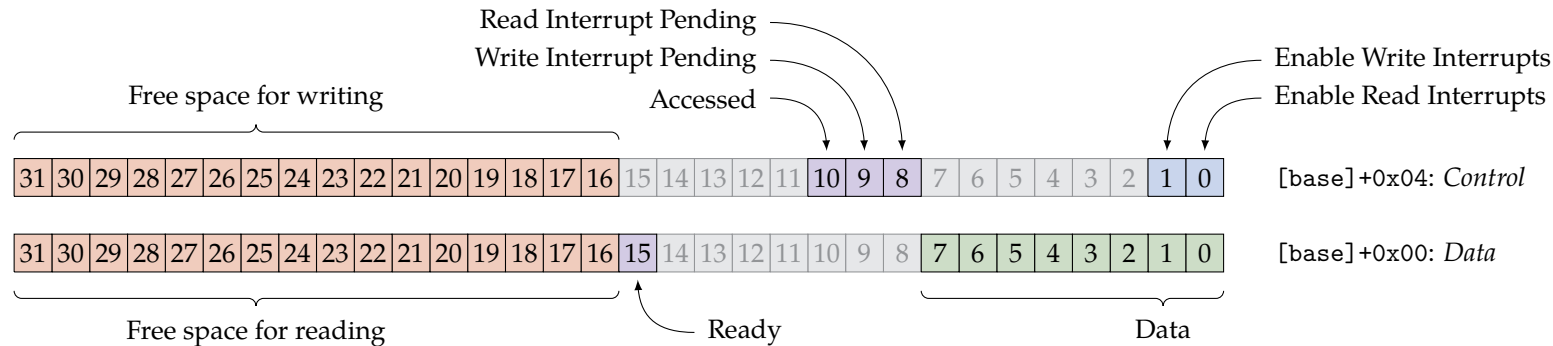 Read Interrupt Pending
Write Interrupt Pending
Accessed
Enable Write Interrupts
Enable Read Interrupts
Free space for writing
31 30 29 28 27 26 25 24 23 22 21 20 19 18 17 16 15 14 13 12 11 10 9 8 7 6 5 4 3 2 1 0 [base]+0x04: Control
31 30 29 28 27 26 25 24 23 22 21 20 19 18 17 16 15 14 13 12 11 10 9 8 7 6 5 4 3 2 1 0 [base]+0x00: Data
Free space for reading
Ready
Data